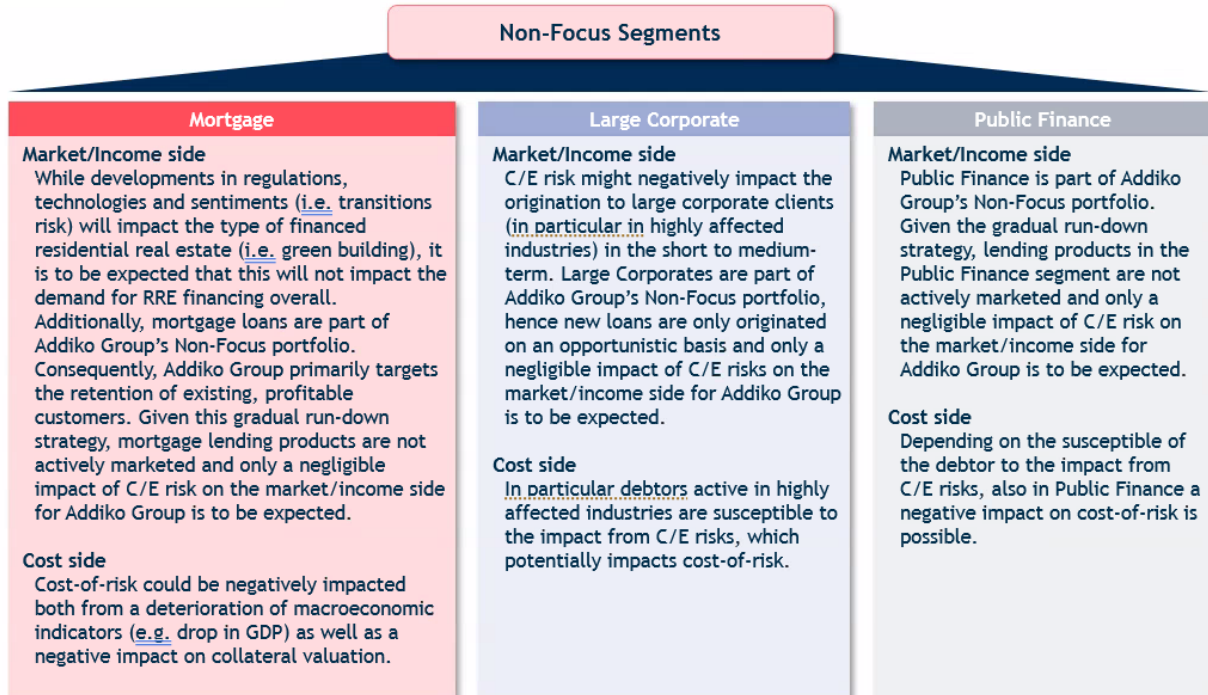 Non-Focus Segments
Mortgage
Market/Income side
While developments in regulations,
technologies and sentiments (i.e. transitions
risk) will impact the type of financed
residential real estate (i.e. green building), it
is to be expected that this will not impact the
demand for RRE financing overall.
Additionally, mortgage loans are part of
Addiko Group's Non-Focus portfolio.
Consequently, Addiko Group primarily targets
the retention of existing, profitable
customers. Given this gradual run-down
strategy, mortgage lending products are not
actively marketed and only a negligible
impact of C/E risk on the market/income side
for Addiko Group is to be expected.
Cost side
Cost-of-risk could be negatively impacted
both from a deterioration of macroeconomic
indicators (e.g. drop in GDP) as well as a
negative impact on collateral valuation.
Large Corporate
Market/Income side
C/E risk might negatively impact the
origination to large corporate clients
(in particular in highly affected
industries) in the short to medium-
term. Large Corporates are part of
Addiko Group's Non-Focus portfolio,
hence new loans are only originated
on an opportunistic basis and only a
negligible impact of C/E risks on the
market/income side for Addiko Group
is to be expected.
Cost side
In particular debtors active in highly
affected industries are susceptible to
the impact from C/E risks, which
potentially impacts cost-of-risk.
Public Finance
Market/Income side
Public Finance is part of Addiko
Group's Non-Focus portfolio.
Given the gradual run-down
strategy, lending products in the
Public Finance segment are not
actively marketed and only a
negligible impact of C/E risk on
the market/income side for
Addiko Group is to be expected.
Cost side
Depending on the susceptible of
the debtor to the impact from
C/E risks, also in Public Finance a
negative impact on cost-of-risk is
possible.